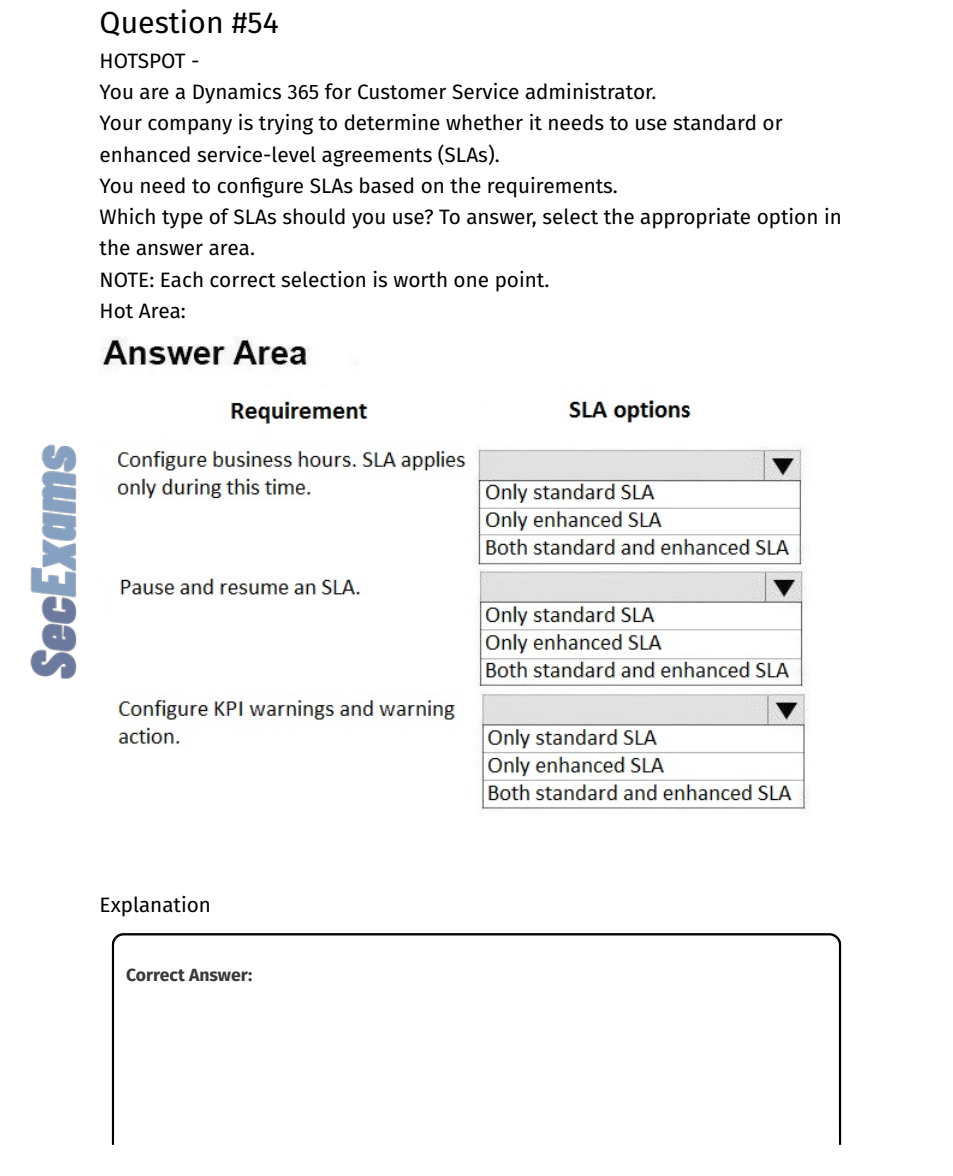 Question #54
HOTSPOT -
You are a Dynamics 365 for Customer Service administrator.
Your company is trying to determine whether it needs to use standard or
enhanced service-level agreements (SLAs).
You need to configure SLAs based on the requirements.
Which type of SLAs should you use? To answer, select the appropriate option in
the answer area.
NOTE: Each correct selection is worth one point.
Hot Area:
Answer Area
Requirement
SLA options
Configure business hours. SLA applies
only during this time.
Only standard SLA
Only enhanced SLA
Both standard and enhanced SLA
Pause and resume an SLA.
Only standard SLA
Only enhanced SLA
Both standard and enhanced SLA
Configure KPI warnings and warning
action.
Only standard SLA
Only enhanced SLA
Both standard and enhanced SLA
SecExams
Explanation
Correct Answer: